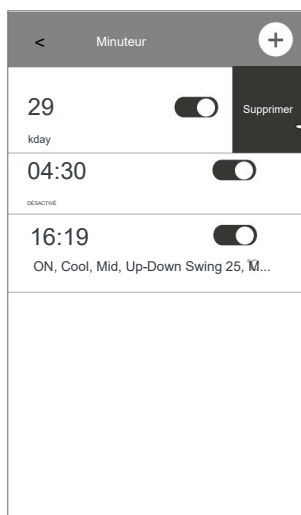 < Minuteur +
29
Supprimer
kday
04:30
DÉSACTIVÉ
16:19
ON, Cool, Mid, Up-Down Swing 25, ℃...